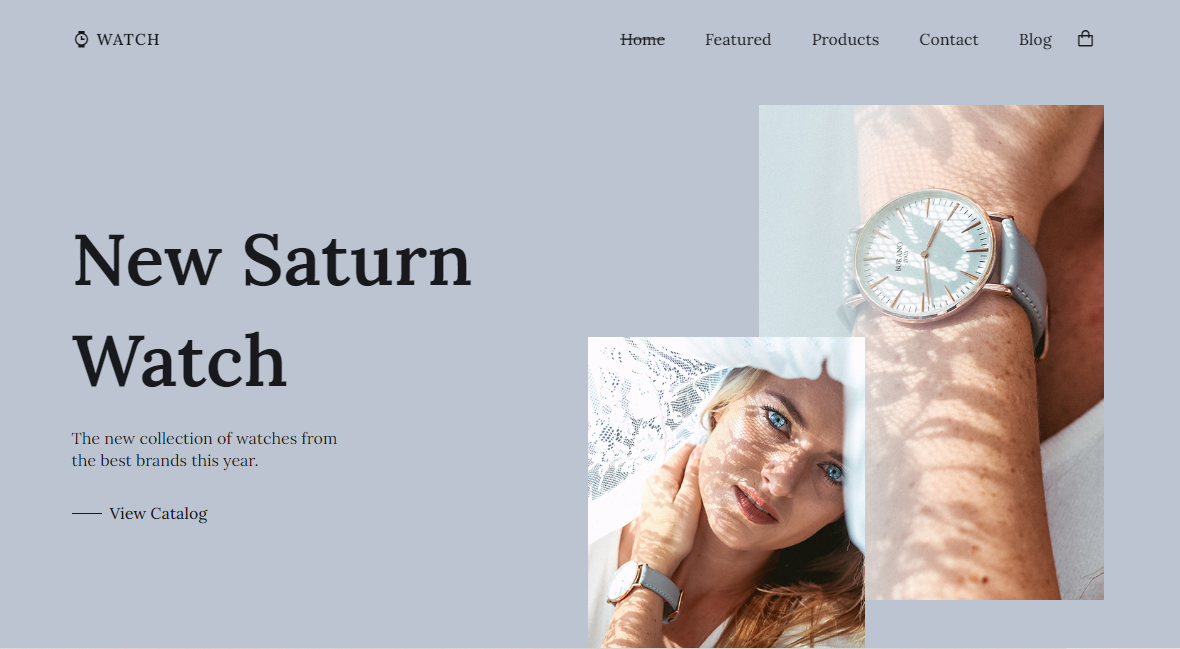 WATCH
Home Featured Products Contact Blog
New Saturn
Watch
The new collection of watches from
the best brands this year.
View Catalog